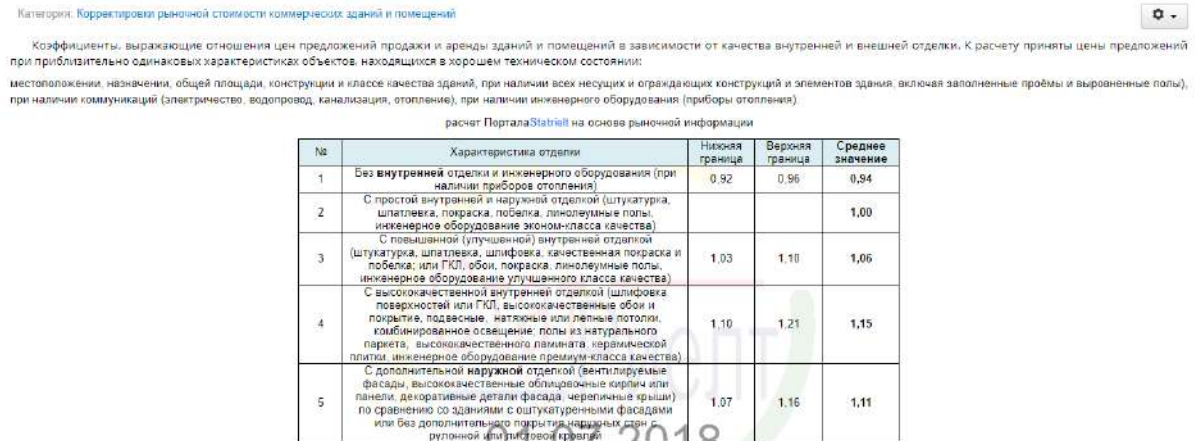 Категория: Корректировки рыночной стоимости коммерческих зданий и помещений
Коэффициенты, выражающие отношения цен предложений продажи и аренды зданий и помещений в зависимости от качества внутренней и внешней отделки. К расчету приняты цены предложений
при приблизительно одинаковых характеристиках объектов, находящихся в хорошем техническом состоянии:
местоположении, назначении, общей площади, конструкции и классе качества зданий, при наличии всех несущих и ограждающих конструкций и элементов здания, включая заполненные проёмы и выровненные полы),
при наличии коммуникаций (электричество, водопровод, канализация, отопление), при наличии инженерного оборудования (приборы отопления)
расчет Портала Statrielt на основе рыночной информации
№ Характеристика отделки Нижняя граница Верхняя граница Среднее значение
1 Без внутренней отделки и инженерного оборудования (при
наличии приборов отопления) 0,92 0,96 0,94
2 С простой внутренней и наружной отделкой (штукатурка,
шпатлевка, покраска, побелка, линолеумные полы,
инженерное оборудование эконом-класса качества) 1,00
3 С повышенной (улучшенной) внутренней отделкой
(штукатурка, шпатлевка, шлифовка, качественная покраска и
побелка; или ГКЛ, обои, покраска, линолеумные полы,
инженерное оборудование улучшенного класса качества) 1,03 1,10 1,06
4 С высококачественной внутренней отделкой (шлифовка
поверхностей или ГКЛ, высококачественные обои и
покрытие, подвесные, натяжные или лепные потолки,
комбинированное освещение; полы из натурального
паркета, высококачественного ламината, керамической
плитки, инженерное оборудование премиум-класса качества) 1,10 1,21 1,15
5 С дополнительной наружной отделкой (вентилируемые
фасады, высококачественные облицовочные кирпич или
панели, декоративные детали фасада, черепичные крыши)
по сравнению со зданиями с оштукатуренными фасадами
или без дополнительного покрытия наружных стен с
рулонной или листовой кровлей 1,07 1,16 1,11
01.07.2018